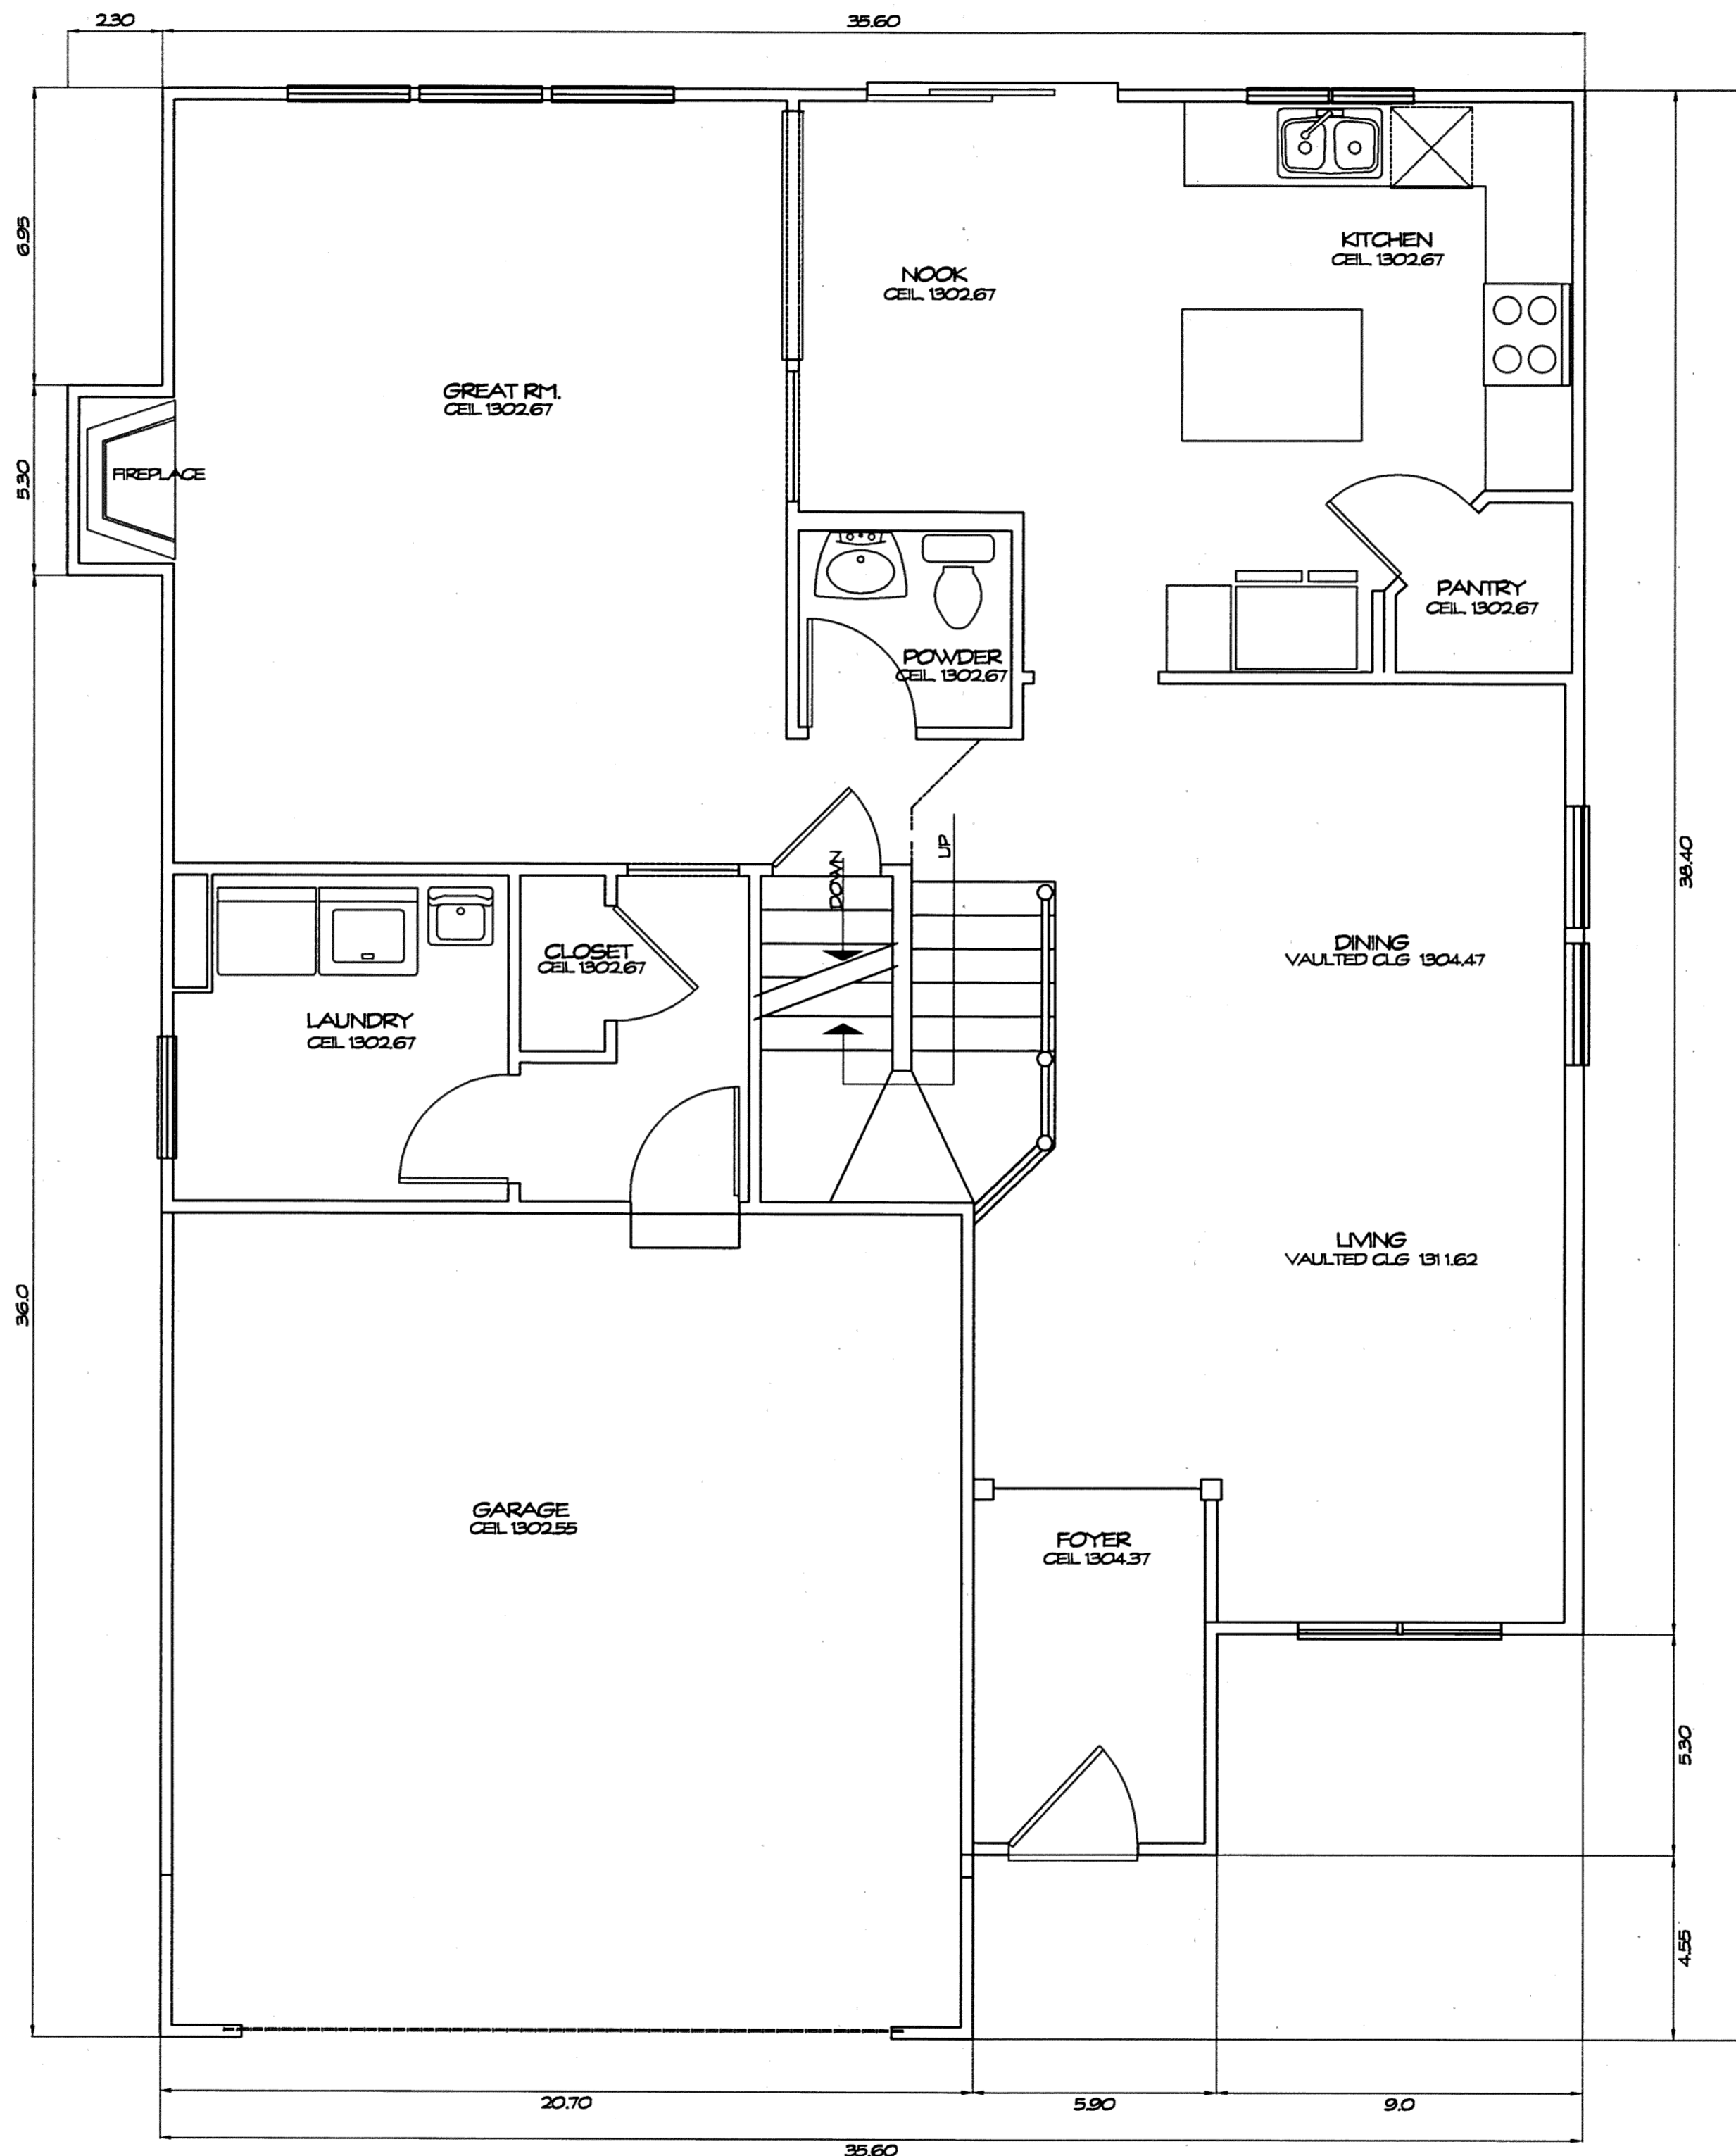 2.30
35.60
6.95
KITCHEN
CEIL. 1302.67
NOOK
CEIL. 1302.67
GREAT RM.
CEIL 1302.67
FIREPLACE
5.30
PANTRY
CEIL. 1302.67
POWDER
CEIL. 1302.67
DOWN
UP
38.40
CLOSET
CEIL 1302.67
DINING
VAULTED CLG 1304.47
LAUNDRY
CEIL 1302.67
LIVING
VAULTED CLG 1311.62
36.0
GARAGE
CEIL 1302.55
FOYER
CEIL 1304.37
5.30
4.55
20.70
5.90
9.0
35.60